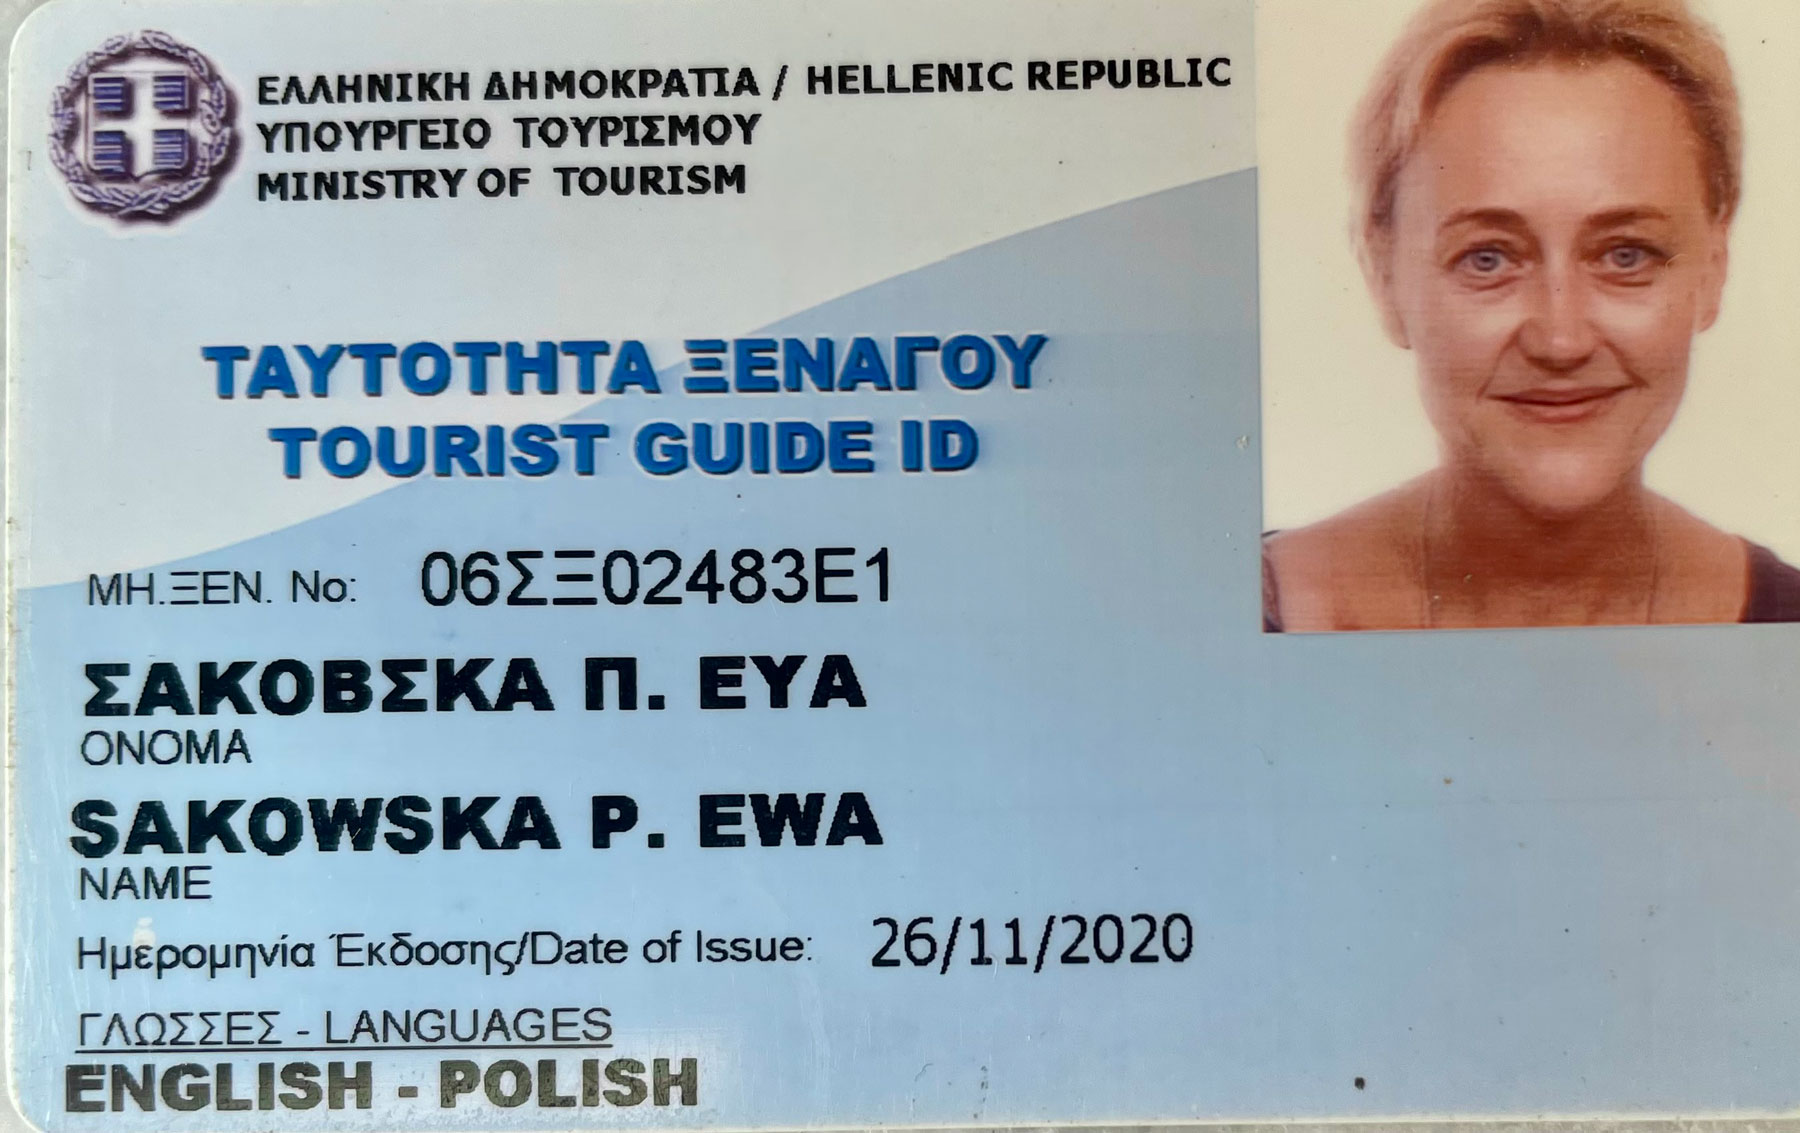 ΕΛΛΗΝΙΚΗ ΔΗΜΟΚΡΑΤΙΑ / HELLENIC REPUBLIC
ΥΠΟΥΡΓΕΙΟ ΤΟΥΡΙΣΜΟΥ
MINISTRY OF TOURISM
ΤΑΥΤΟΤΗΤΑ ΞΕΝΑΓΟΥ
TOURIST GUIDE ID
ΜΗ.ΞΕΝ. No: 06ΣΞ02483Ε1
ΣΑΚΟΒΣΚΑ Π. ΕΥΑ
ΟΝΟΜΑ
SAKOWSKA P. EWA
NAME
Ημερομηνία Έκδοσης/Date of Issue: 26/11/2020
ΓΛΩΣΣΕΣ - LANGUAGES
ENGLISH - POLISH